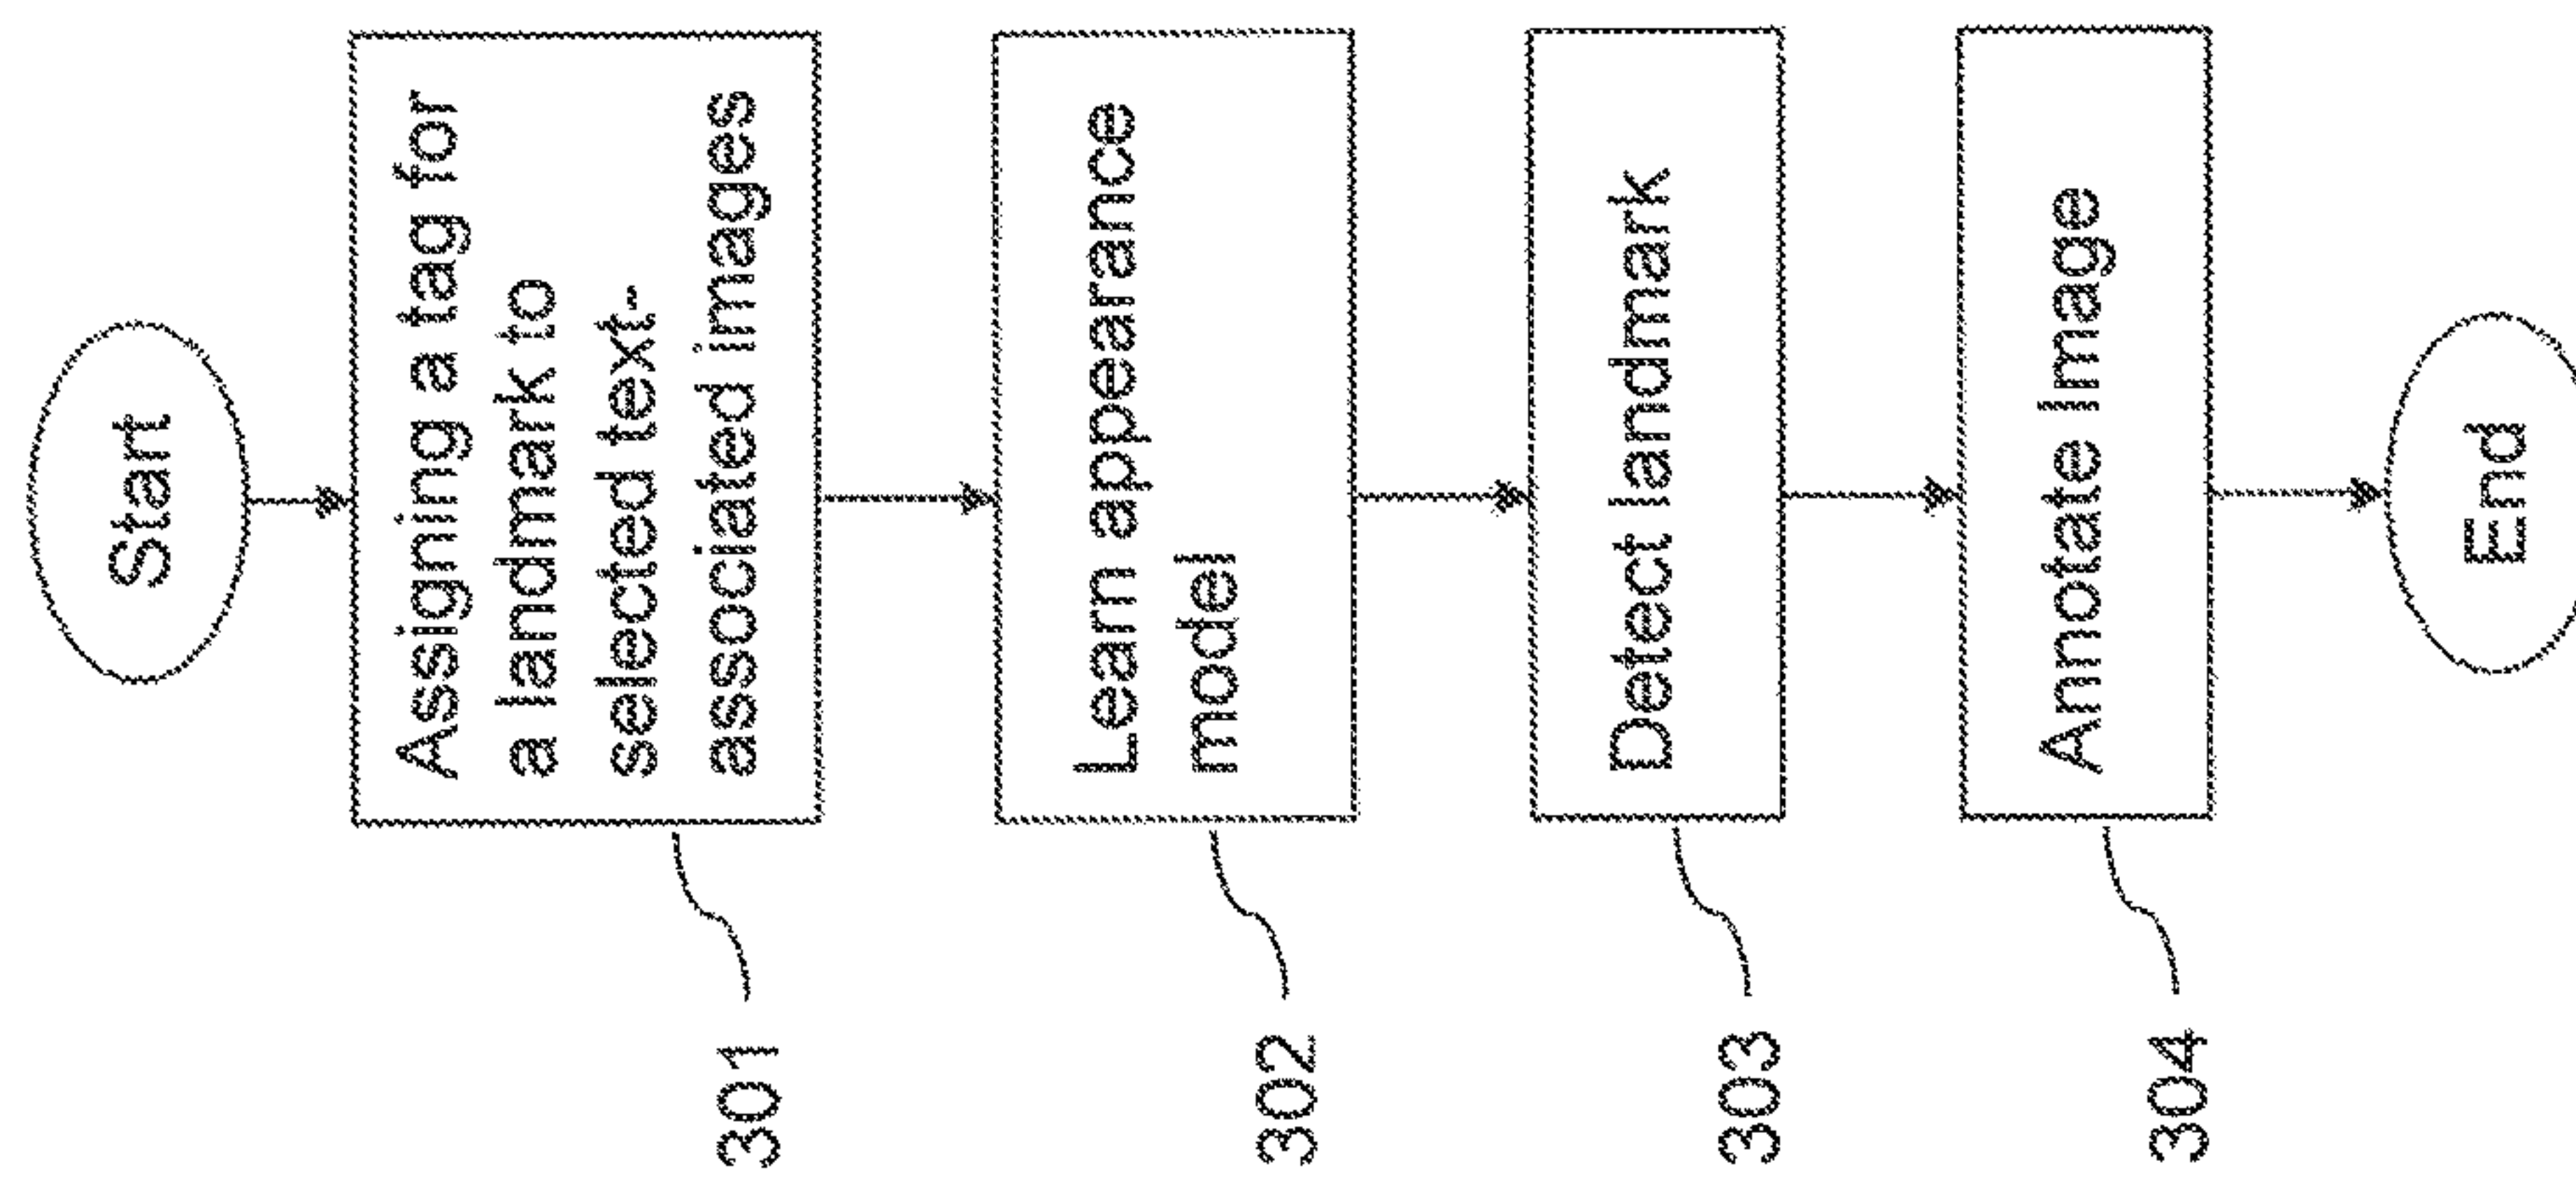 Start
Assigning a tag for
a landmark to
selected text-
associated images
301
Learn appearance
model
302
Detect landmark
303
Annotate Image
304
End